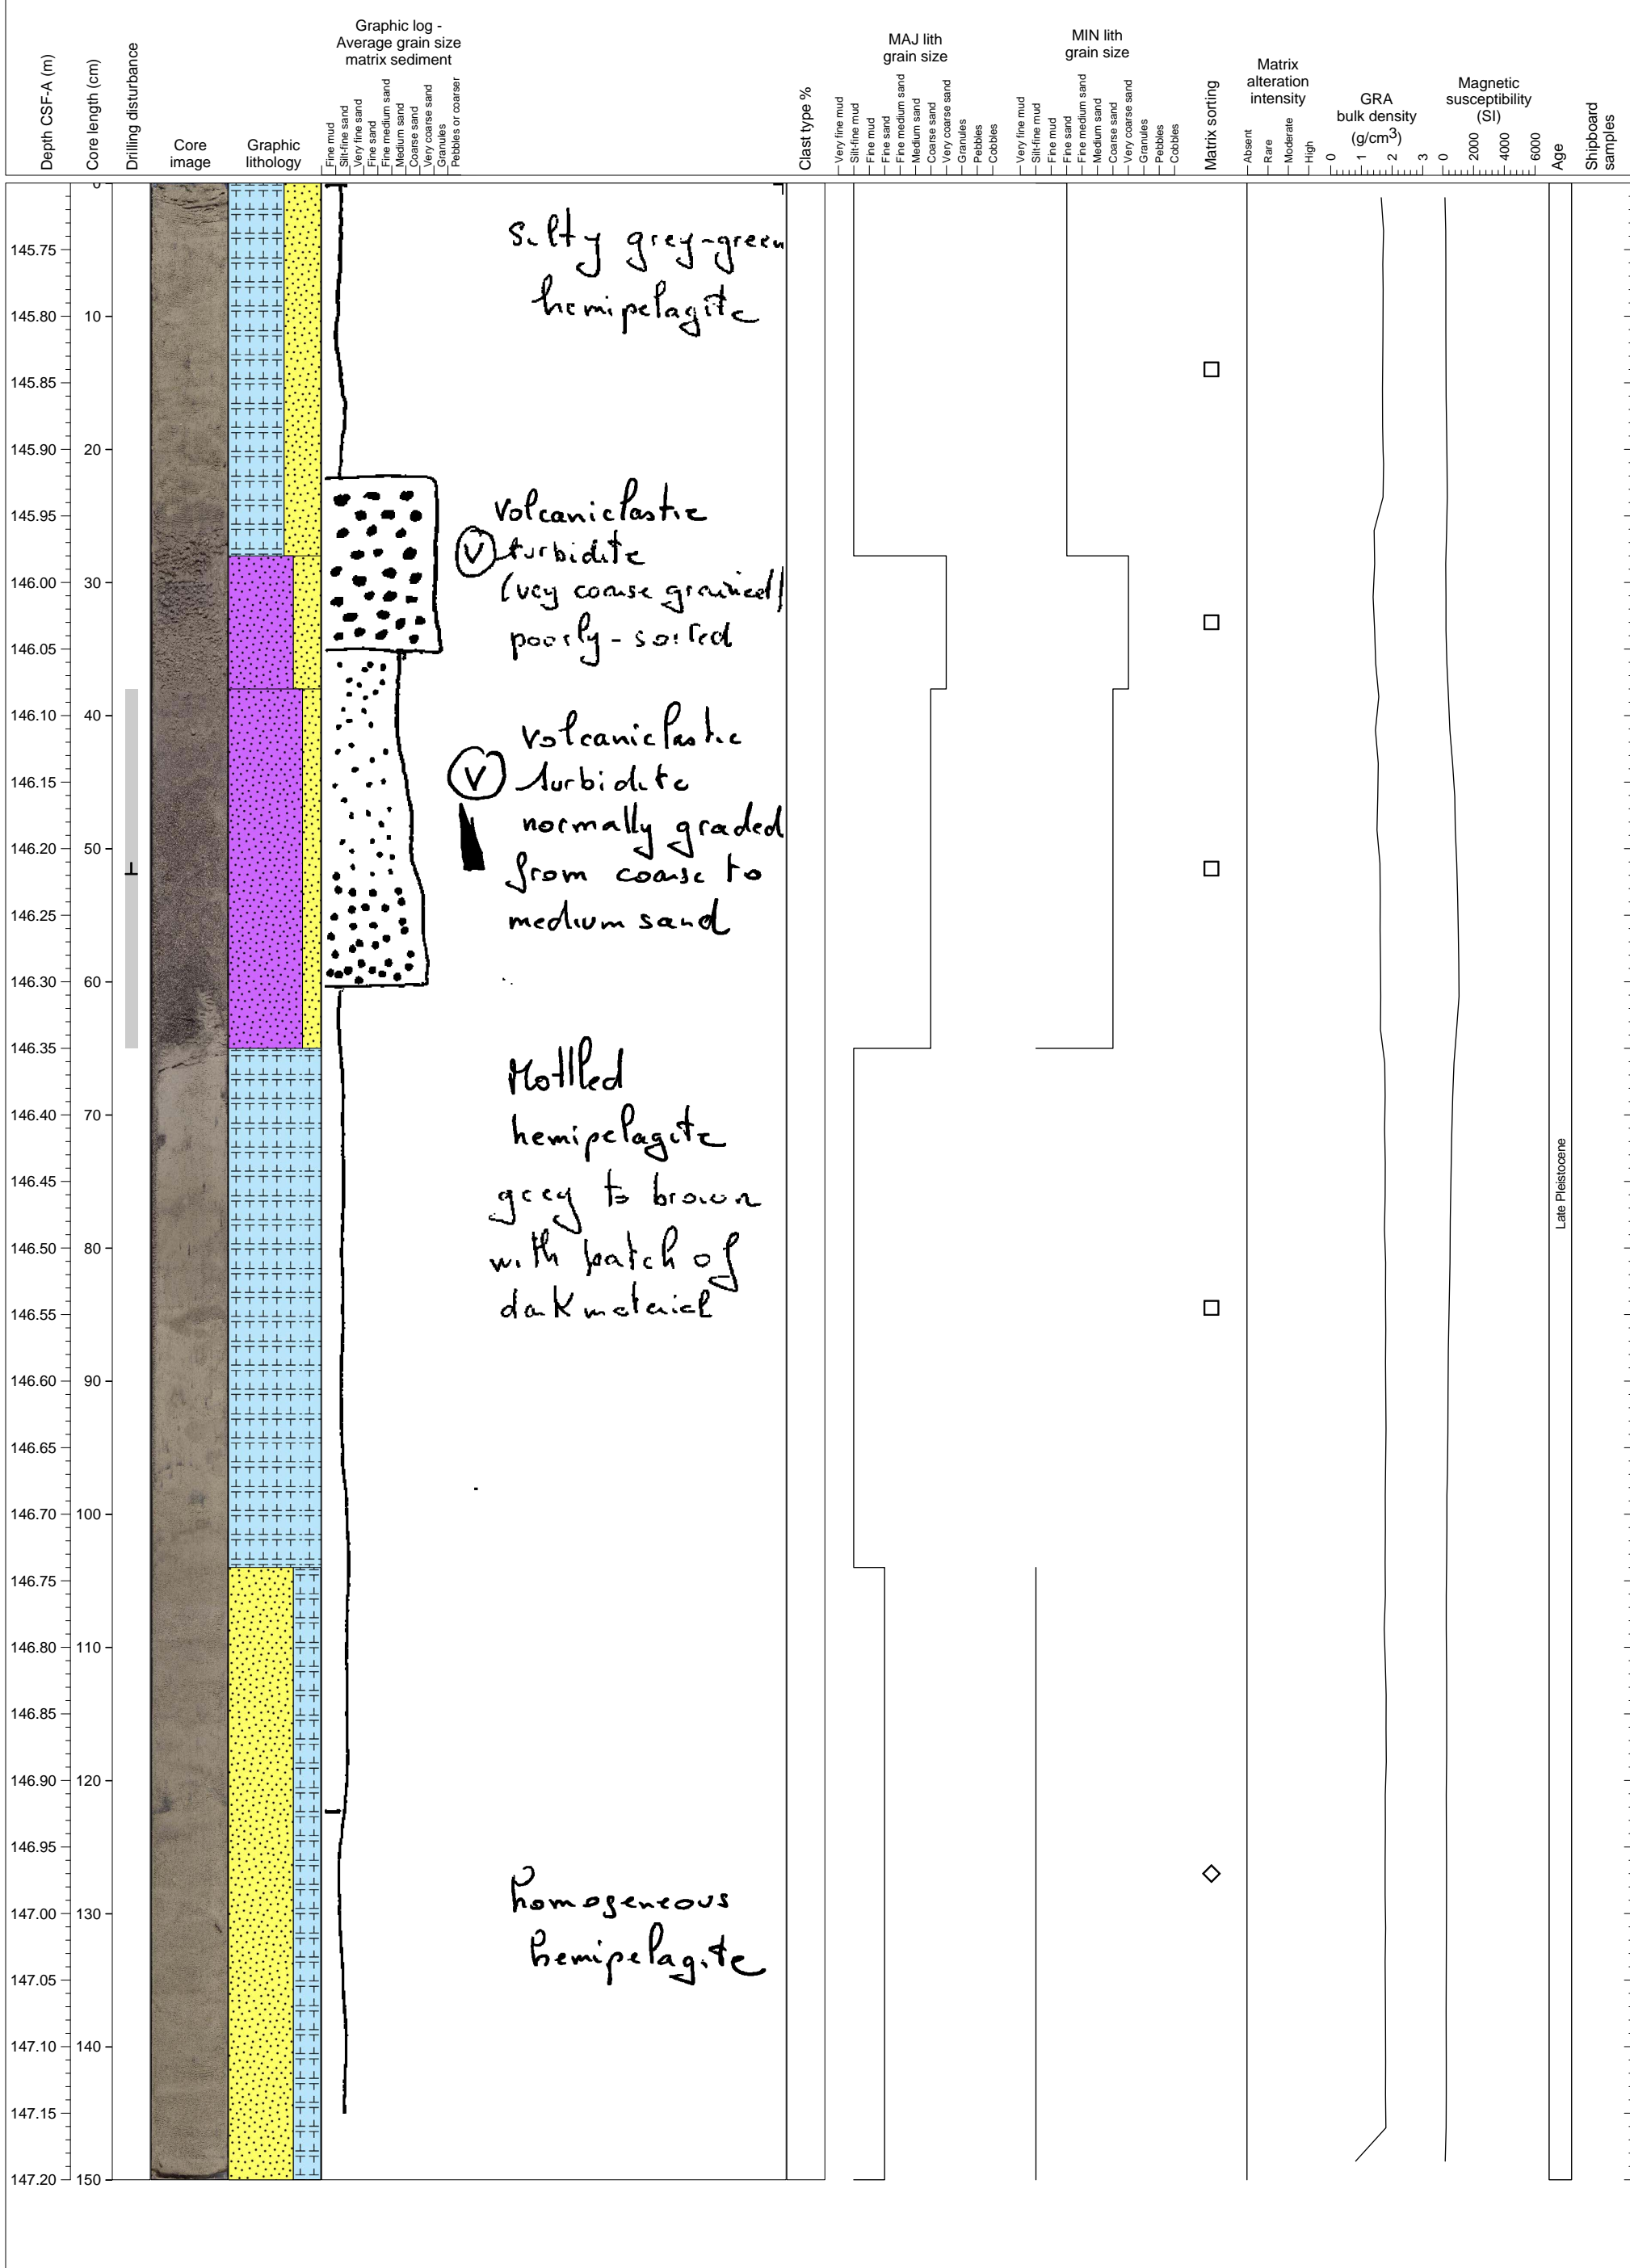 Depth CSF-A (m)
Core length (cm)
Drilling disturbance
Core
image
Graphic
lithology
Graphic log -
Average grain size
matrix sediment
Fine mud
Silt-fine sand
Very fine sand
Fine sand
Fine medium sand
Medium sand
Coarse sand
Very coarse sand
Granules
Pebbles or coarser
Clast type %
MAJ lith
grain size
Very fine mud
Silt-fine mud
Fine mud
Fine sand
Fine medium sand
Medium sand
Coarse sand
Very coarse sand
Granules
Pebbles
Cobbles
MIN lith
grain size
Very fine mud
Silt-fine mud
Fine mud
Fine sand
Fine medium sand
Medium sand
Coarse sand
Very coarse sand
Granules
Pebbles
Cobbles
Matrix sorting
Matrix
alteration
intensity
Absent
Rare
Moderate
High
GRA
bulk density
(g/cm3)
0 1 2 3
Magnetic
susceptibility
(SI)
0 2000 4000 6000
Age
Shipboard
samples
145.75
145.80
145.85
145.90
145.95
146.00
146.05
146.10
146.15
146.20
146.25
146.30
146.35
146.40
146.45
146.50
146.55
146.60
146.65
146.70
146.75
146.80
146.85
146.90
146.95
147.00
147.05
147.10
147.15
147.20
0
10
20
30
40
50
60
70
80
90
100
110
120
130
140
150
Silty grey-green
hemipelagite
Volcaniclastic
V turbidite
(very coarse grained)
poorly-sorted
Volcaniclastic
V turbidite
normally graded
from coarse to
medium sand
Mottled
hemipelagite
grey to brown
with patch of
dark material
homogeneous
hemipelagite
Late Pleistocene